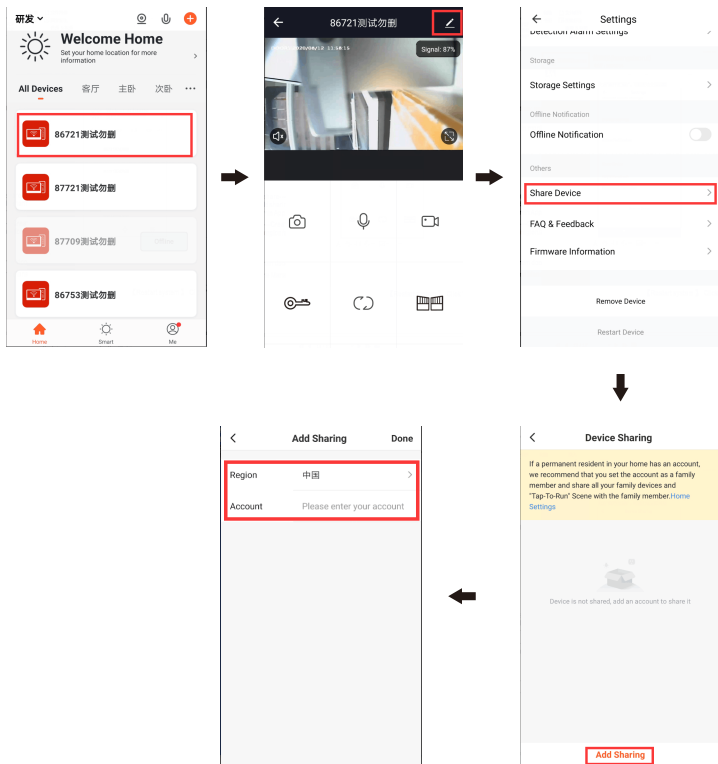 研发
Welcome Home
Set your home location for more
information
All Devices 客厅 主卧 次卧 ...
86721测试勿删
87721测试勿删
87709测试勿删
86753测试勿删
Home Smart Me
86721测试勿删
Signal: 87%
Settings
Detection Alarm Settings
Storage
Storage Settings
Offline Notification
Offline Notification
Others
Share Device
FAQ & Feedback
Firmware Information
Remove Device
Restart Device
Device Sharing
If a permanent resident in your home has an account,
we recommend that you set the account as a family
member and share all your family devices and
"Tap-To-Run" Scene with the family member.Home
Settings
Device is not shared, add an account to share it
Add Sharing
Add Sharing Done
Region 中国
Account Please enter your account